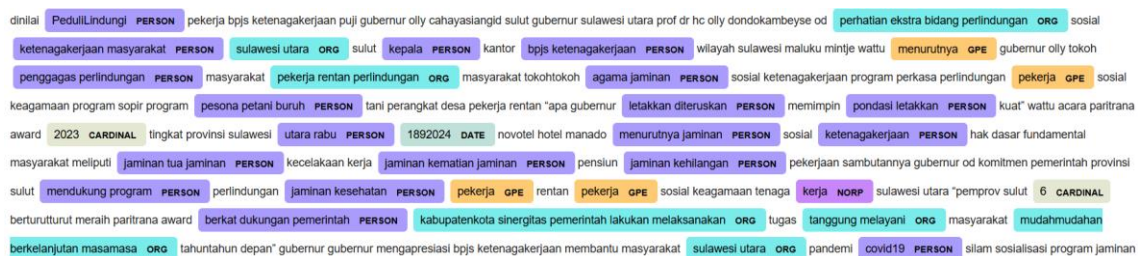 dinilai PeduliLindungi PERSON pekerja bpjs ketenagakerjaan puji gubernur olly cahayasiangid sulut gubernur sulawesi utara prof dr hc olly dondokambeyse od perhatian ekstra bidang perlindungan ORG sosial
ketenagakerjaan masyarakat PERSON sulawesi utara ORG sulut kepala PERSON kantor bpjs ketenagakerjaan PERSON wilayah sulawesi maluku mintje wattu menurutnya GPE gubernur olly tokoh
penggagas perlindungan PERSON masyarakat pekerja rentan perlindungan ORG masyarakat tokohtokoh agama jaminan PERSON sosial ketenagakerjaan program perkasa perlindungan pekerja GPE sosial
keagamaan program sopir program pesona petani buruh PERSON tani perangkat desa pekerja rentan “apa gubernur letakkan diteruskan PERSON memimpin pondasi letakkan PERSON kuat” wattu acara paritrana
award 2023 CARDINAL tingkat provinsi sulawesi utara rabu PERSON 1892024 DATE novotel hotel manado menurutnya jaminan PERSON sosial ketenagakerjaan PERSON hak dasar fundamental
masyarakat meliputi jaminan tua jaminan PERSON kecelakaan kerja jaminan kematian jaminan PERSON pensiun jaminan kehilangan PERSON pekerjaan sambutannya gubernur od komitmen pemerintah provinsi
sulut mendukung program PERSON perlindungan jaminan kesehatan PERSON pekerja GPE rentan pekerja GPE sosial keagamaan tenaga kerja NORP sulawesi utara “pemprov sulut 6 CARDINAL
berturutturut meraih paritrana award berkat dukungan pemerintah PERSON kabupatenkota sinergitas pemerintah lakukan melaksanakan ORG tugas tanggung melayani ORG masyarakat mudahmudahan
berkelanjutan masamasa ORG tahuntahun depan” gubernur gubernur mengapresiasi bpjs ketenagakerjaan membantu masyarakat sulawesi utara ORG pandemi covid19 PERSON silam sosialisasi program jaminan